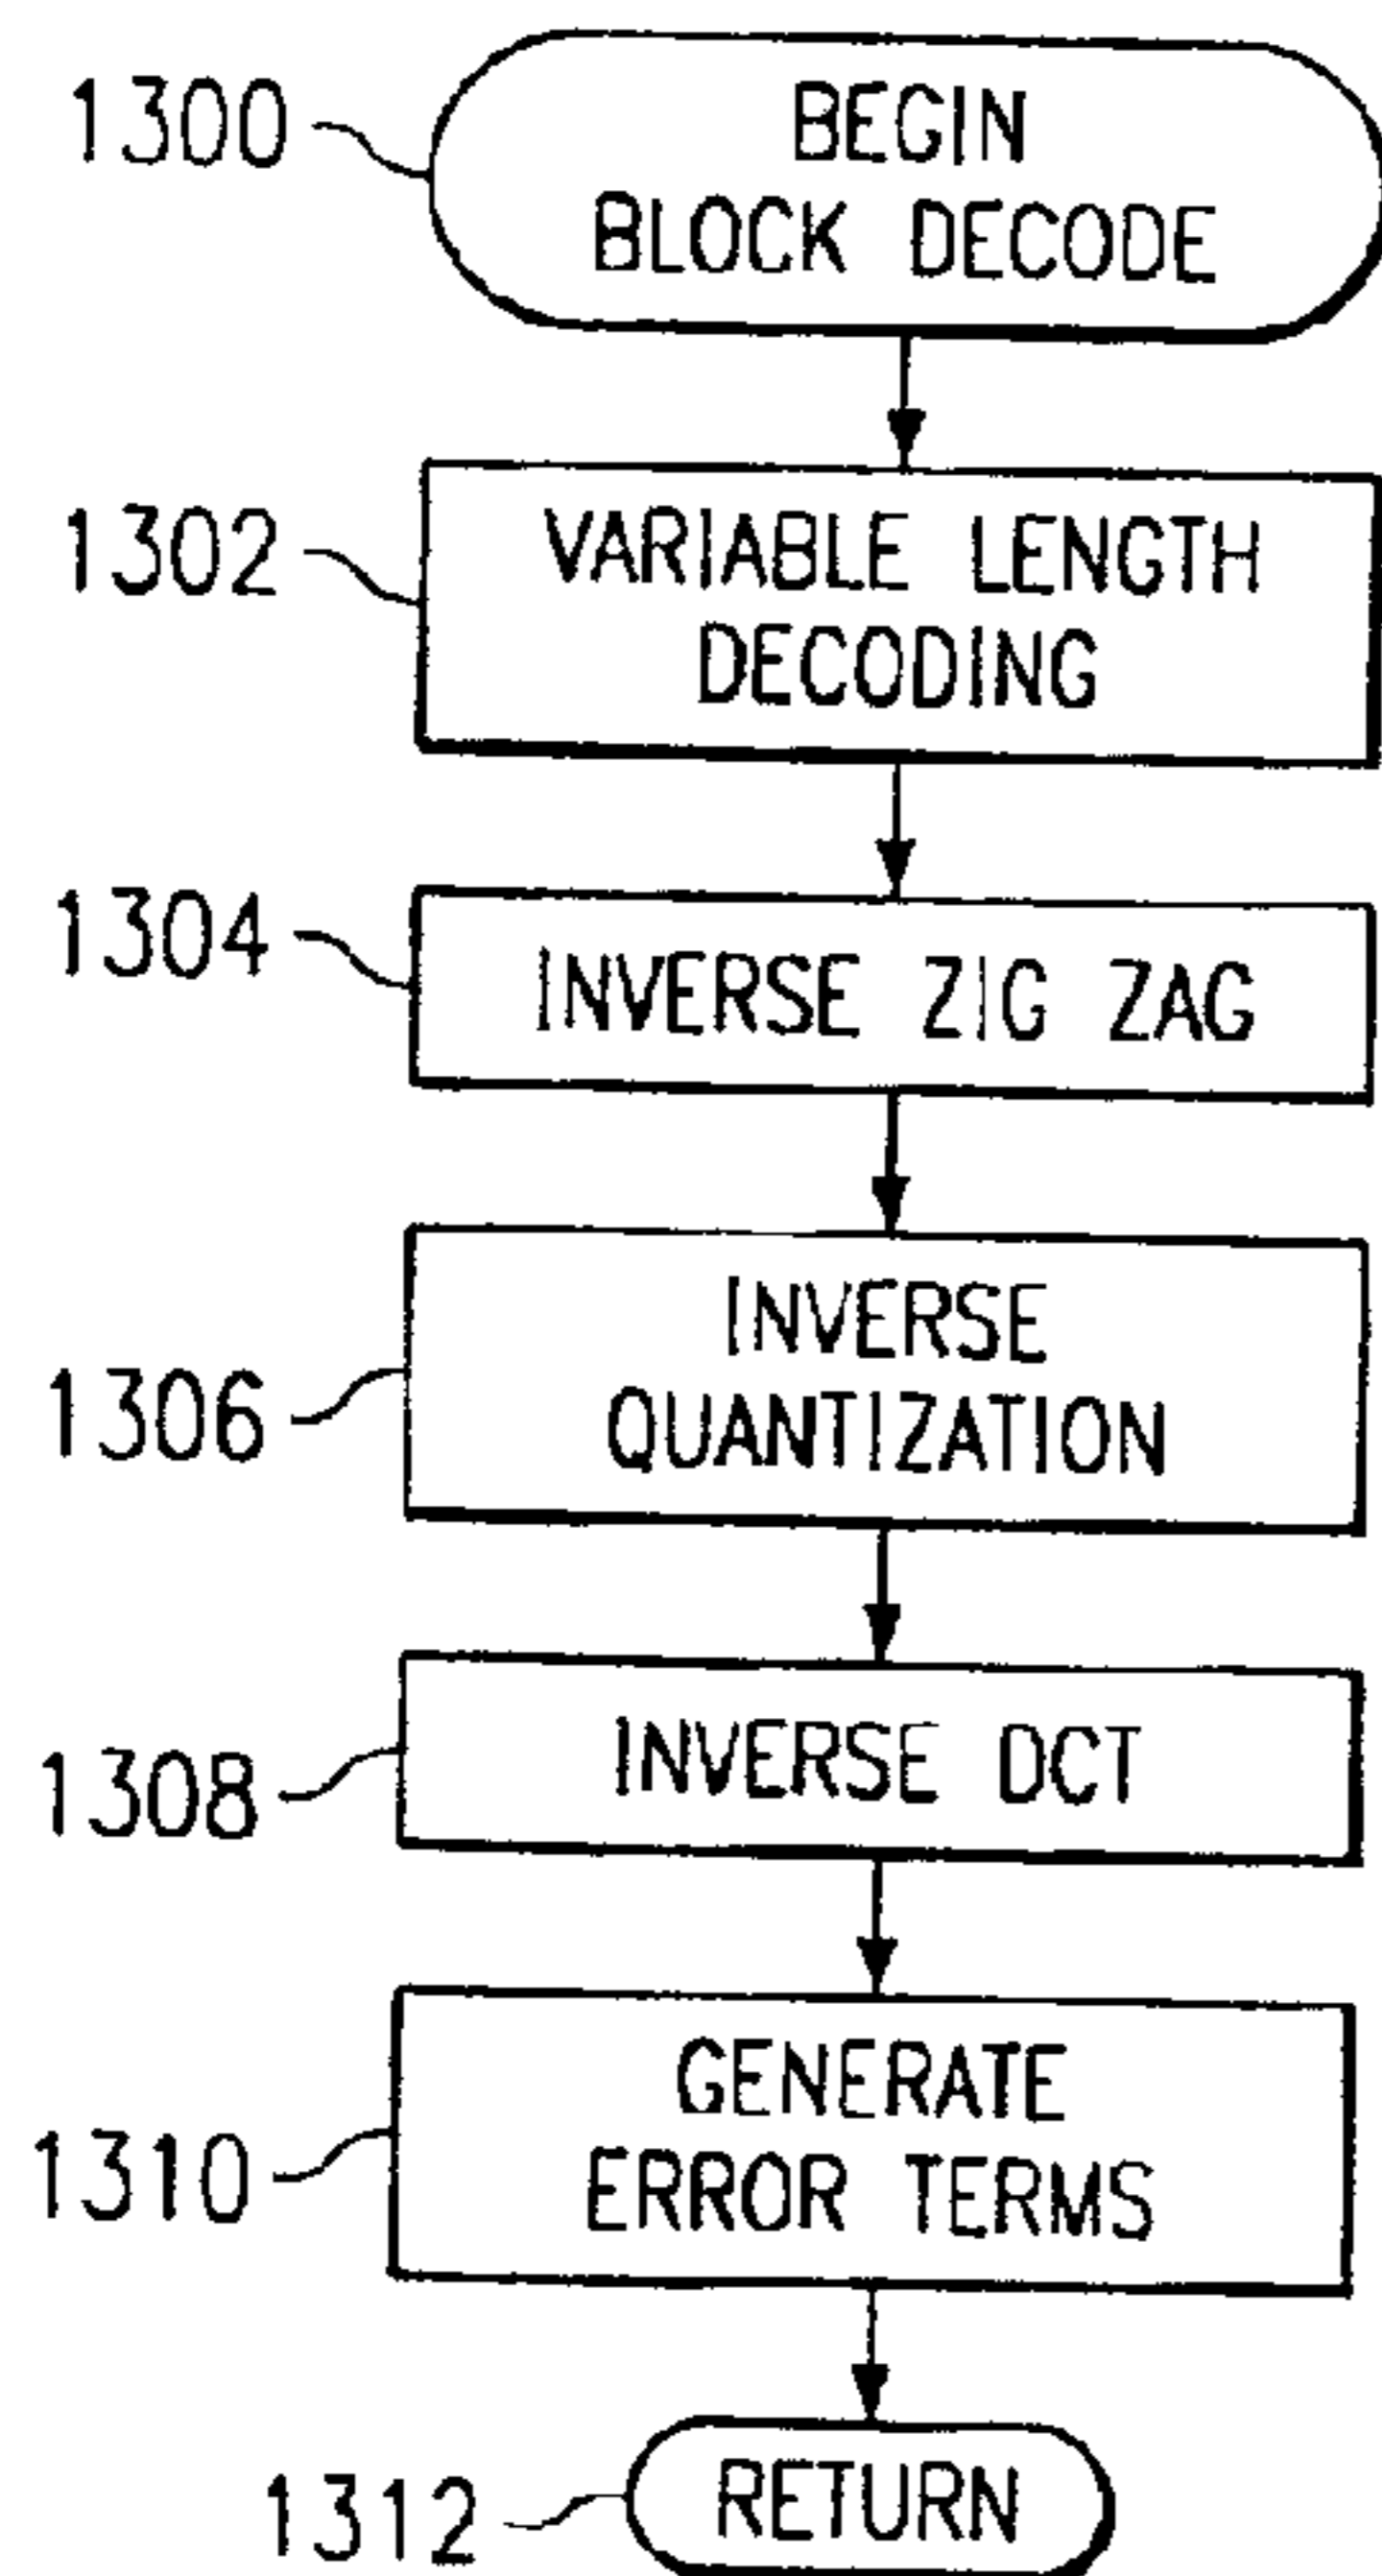 1300
BEGIN
BLOCK DECODE
1302
VARIABLE LENGTH
DECODING
1304
INVERSE ZIG ZAG
1306
INVERSE
QUANTIZATION
1308
INVERSE DCT
1310
GENERATE
ERROR TERMS
1312
RETURN